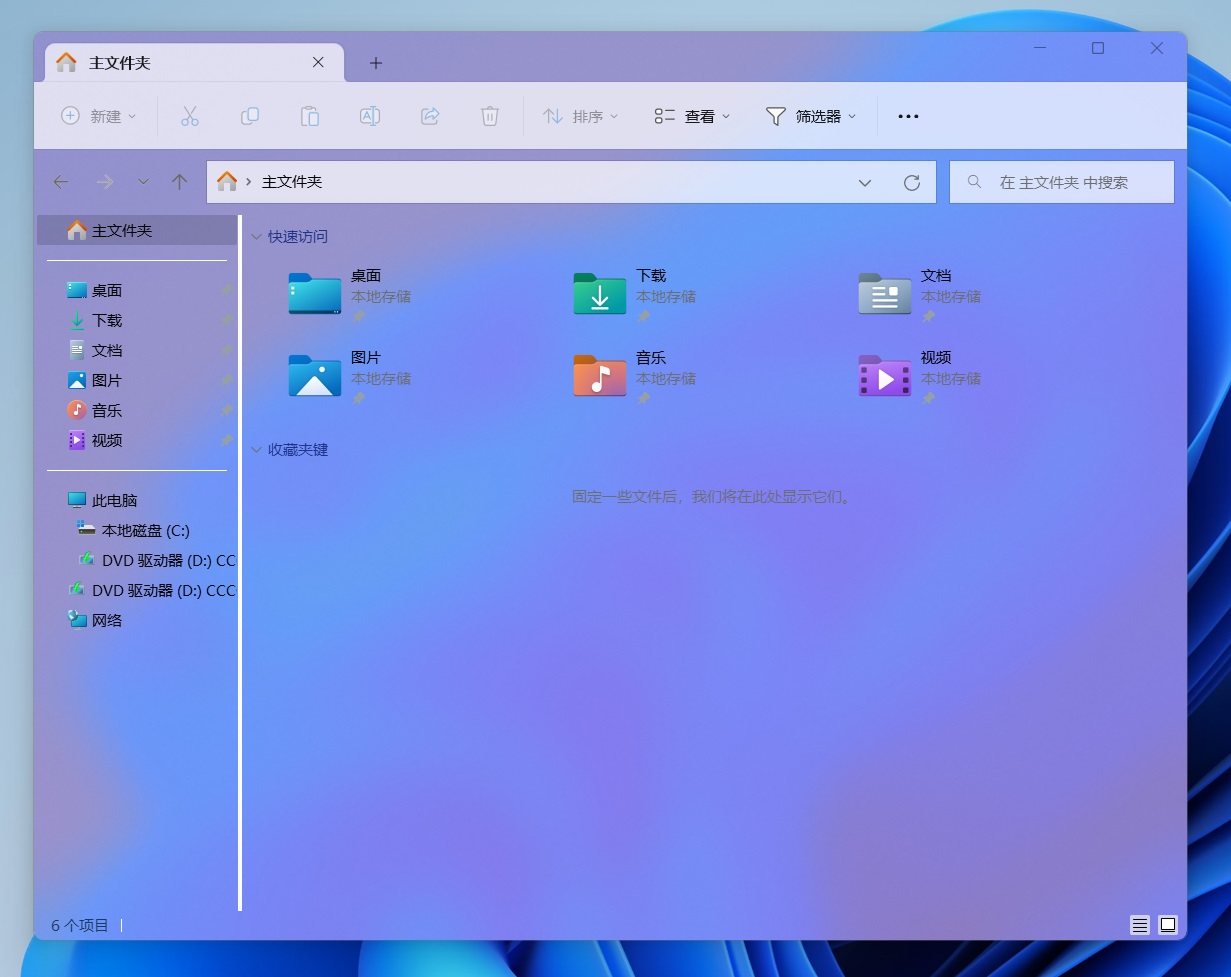 主文件夹
新建
排序
查看
筛选器
主文件夹
在 主文件夹 中搜索
主文件夹
桌面
下载
文档
图片
音乐
视频
此电脑
本地磁盘 (C:)
DVD 驱动器 (D:) CC
DVD 驱动器 (D:) CCC
网络
快速访问
桌面
本地存储
下载
本地存储
文档
本地存储
图片
本地存储
音乐
本地存储
视频
本地存储
收藏夹键
固定一些文件后，我们将在此处显示它们。
6 个项目